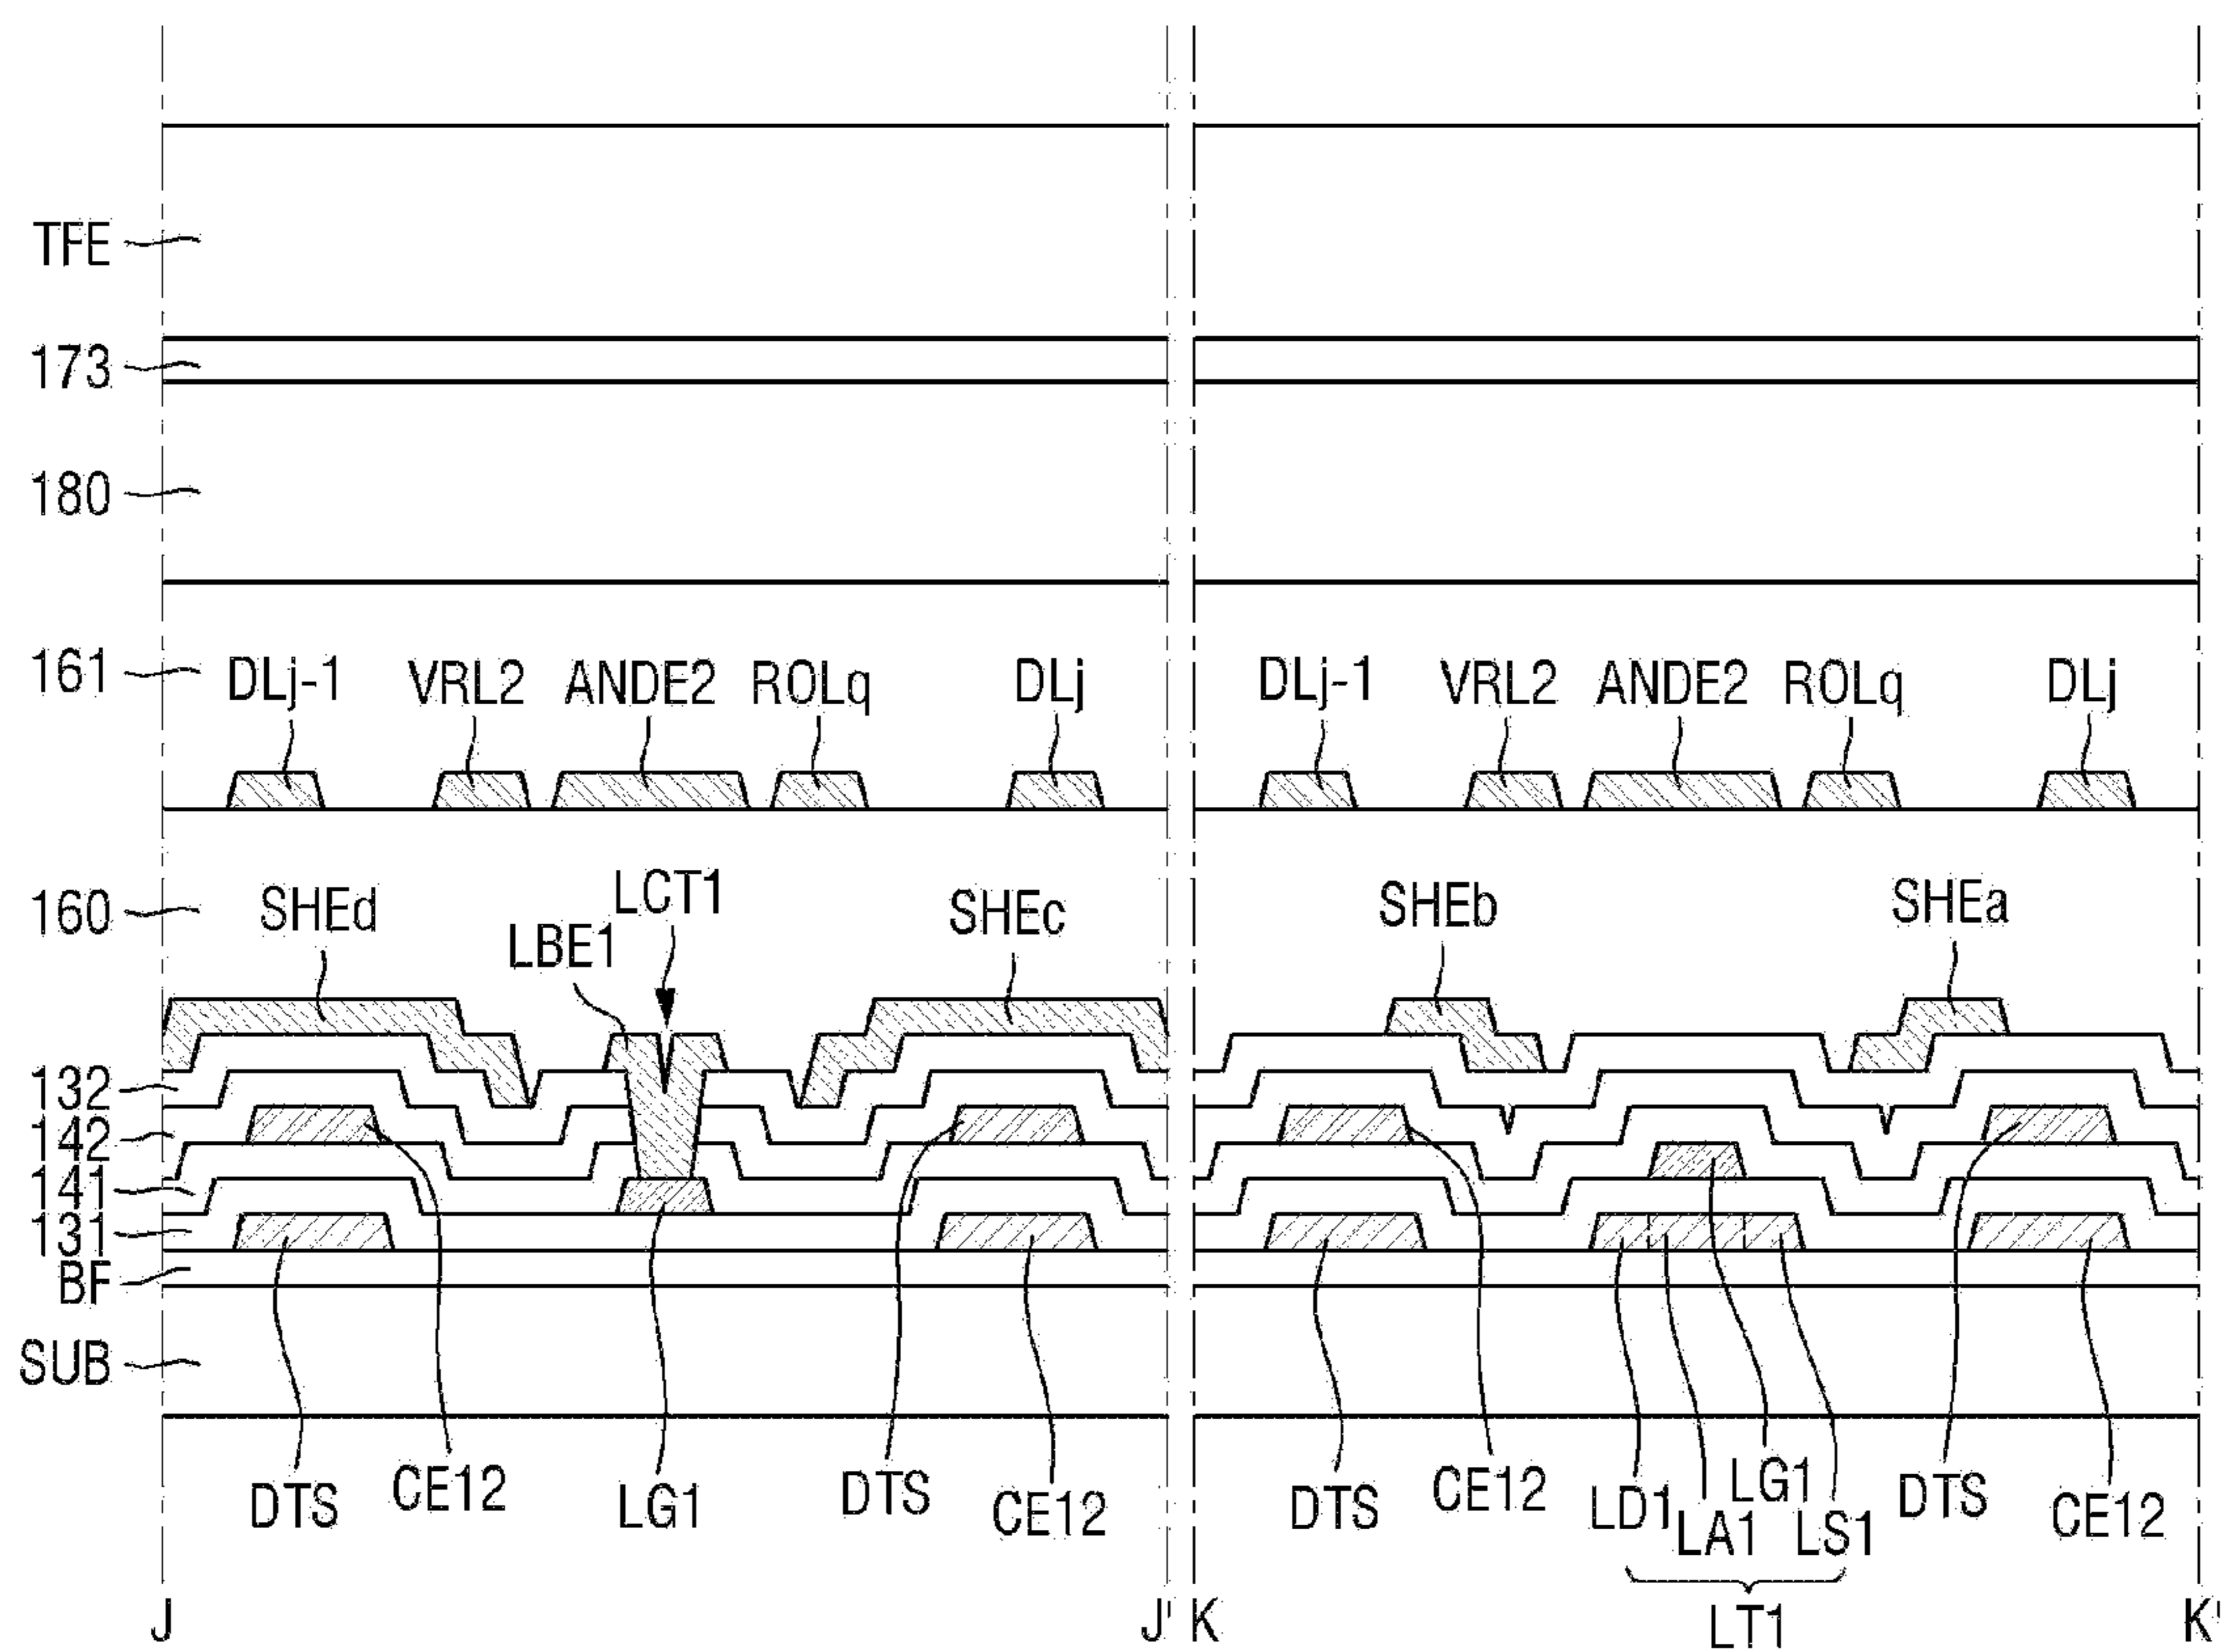 TFE
173
180
161
DLj-1 VRL2 ANDE2 ROLq DLj DLj-1 VRL2 ANDE2 ROLq DLj
160
SHEd LBE1 LCT1 SHEc SHEb SHEa
132
142
141
131
BF
SUB
DTS CE12 LG1 DTS CE12 DTS CE12 LD1 LA1 LG1 LS1 DTS CE12
LT1
J J' K K'